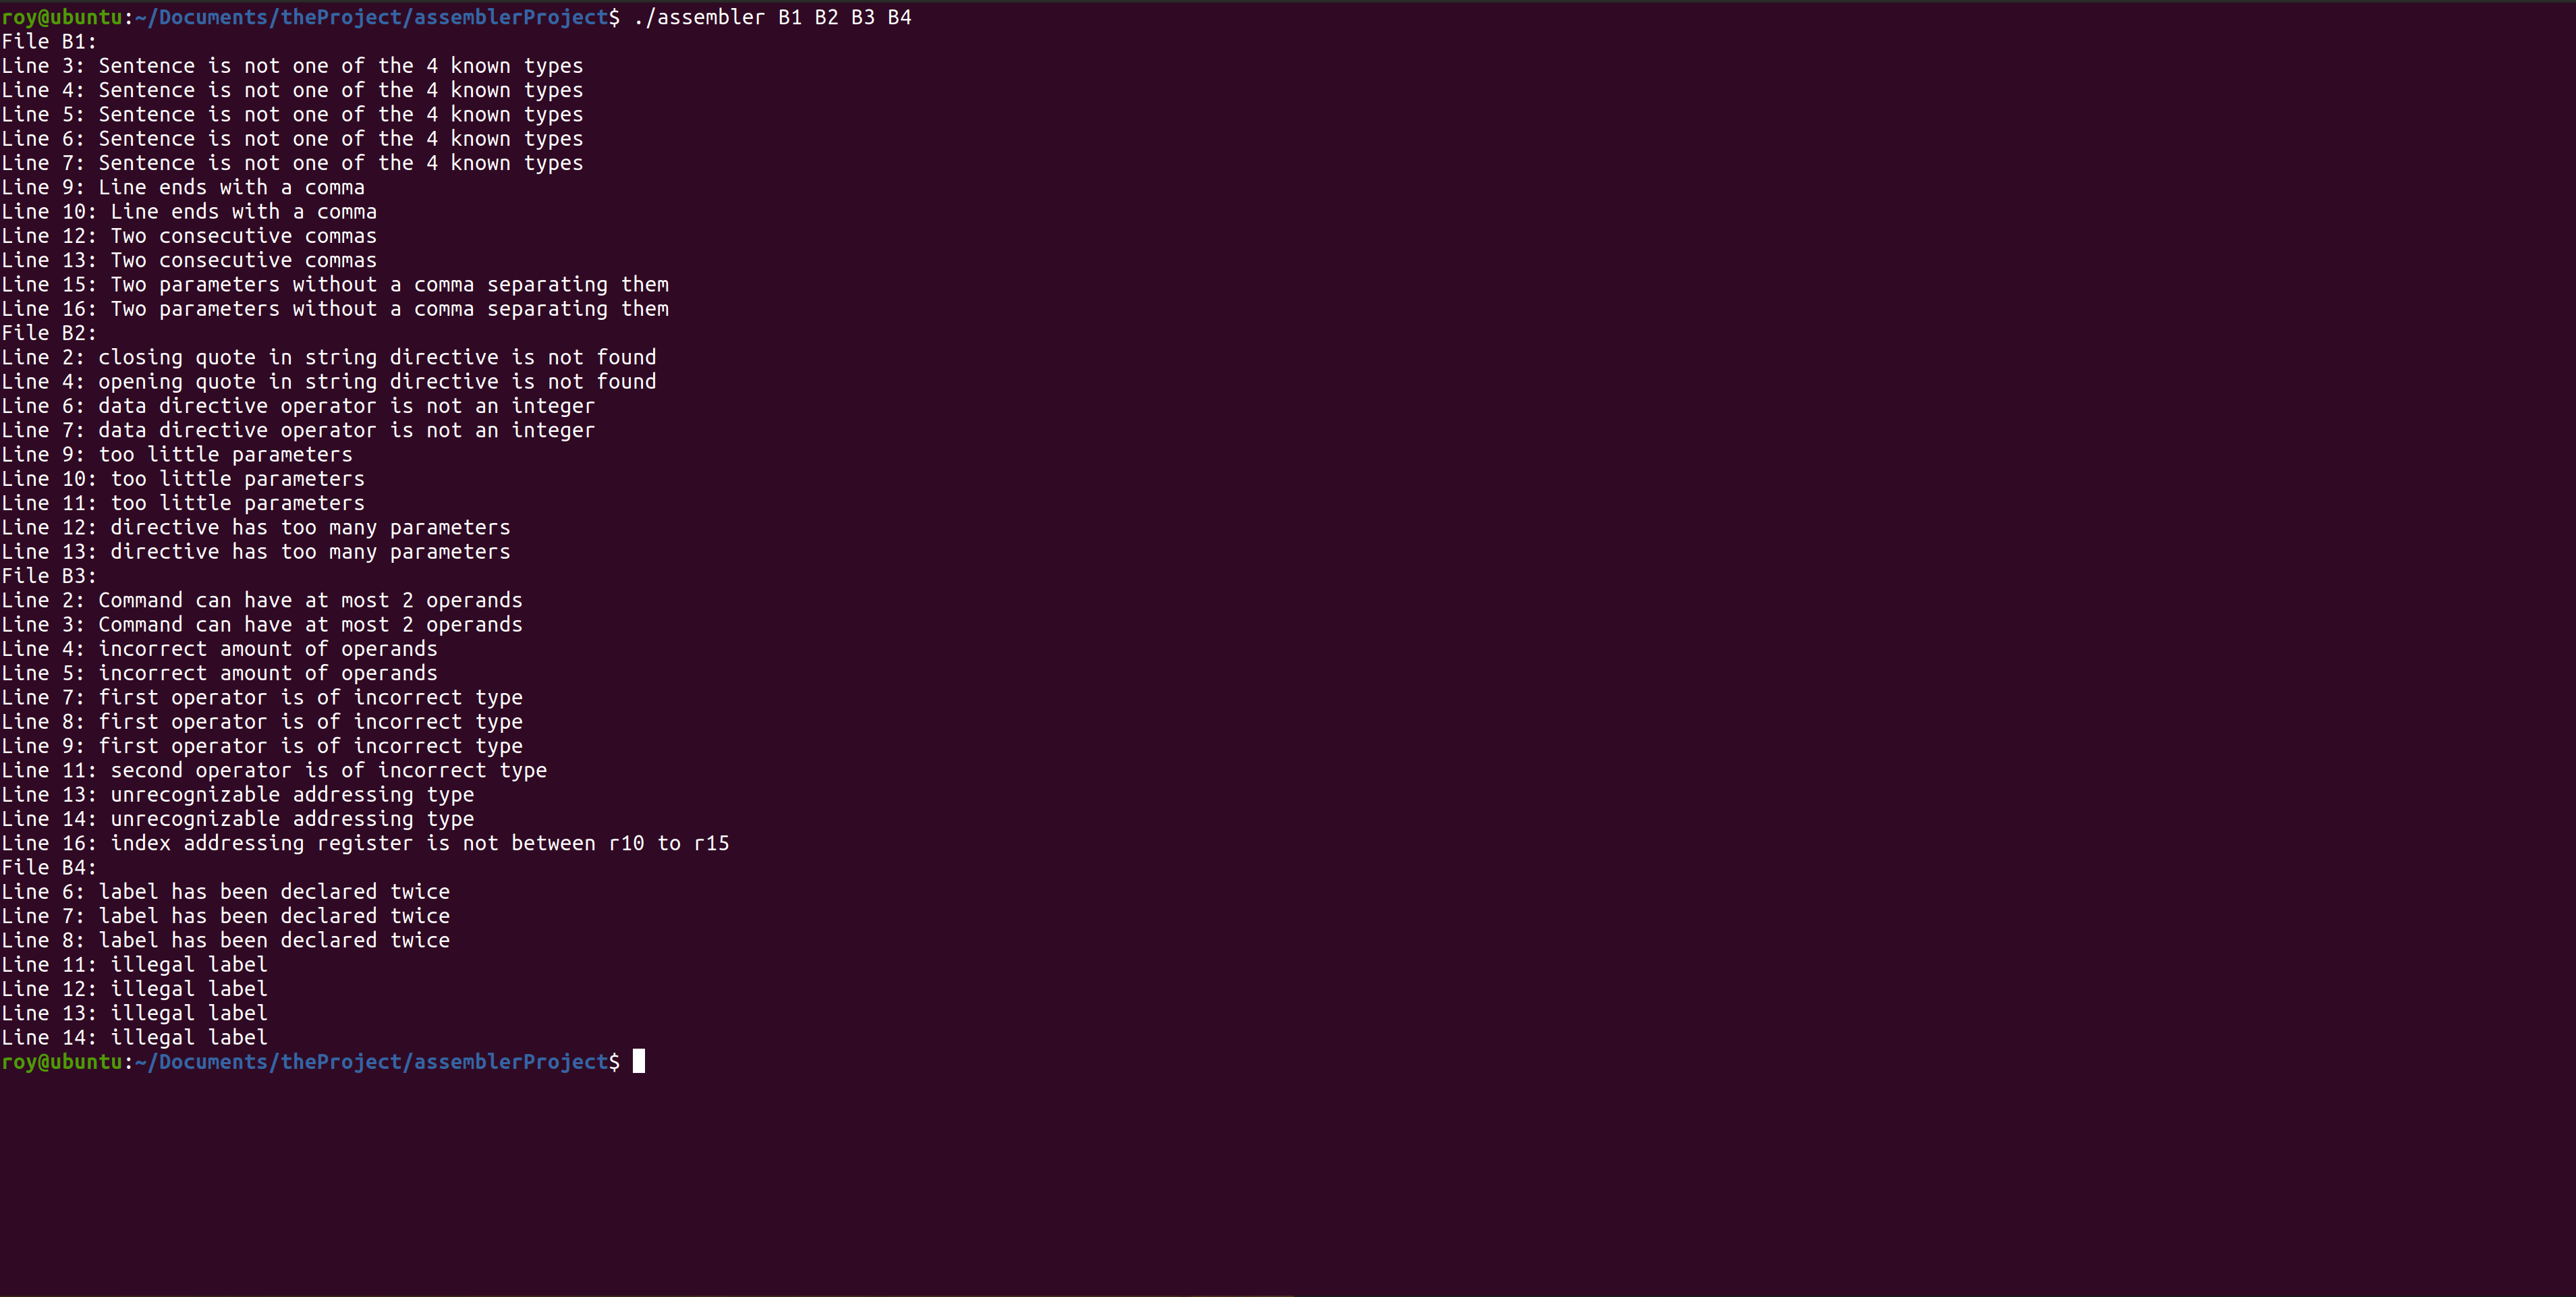 roy@ubuntu:~/Documents/theProject/assemblerProject$ ./assembler B1 B2 B3 B4
File B1:
Line 3: Sentence is not one of the 4 known types
Line 4: Sentence is not one of the 4 known types
Line 5: Sentence is not one of the 4 known types
Line 6: Sentence is not one of the 4 known types
Line 7: Sentence is not one of the 4 known types
Line 9: Line ends with a comma
Line 10: Line ends with a comma
Line 12: Two consecutive commas
Line 13: Two consecutive commas
Line 15: Two parameters without a comma separating them
Line 16: Two parameters without a comma separating them
File B2:
Line 2: closing quote in string directive is not found
Line 4: opening quote in string directive is not found
Line 6: data directive operator is not an integer
Line 7: data directive operator is not an integer
Line 9: too little parameters
Line 10: too little parameters
Line 11: too little parameters
Line 12: directive has too many parameters
Line 13: directive has too many parameters
File B3:
Line 2: Command can have at most 2 operands
Line 3: Command can have at most 2 operands
Line 4: incorrect amount of operands
Line 5: incorrect amount of operands
Line 7: first operator is of incorrect type
Line 8: first operator is of incorrect type
Line 9: first operator is of incorrect type
Line 11: second operator is of incorrect type
Line 13: unrecognizable addressing type
Line 14: unrecognizable addressing type
Line 16: index addressing register is not between r10 to r15
File B4:
Line 6: label has been declared twice
Line 7: label has been declared twice
Line 8: label has been declared twice
Line 11: illegal label
Line 12: illegal label
Line 13: illegal label
Line 14: illegal label
roy@ubuntu:~/Documents/theProject/assemblerProject$